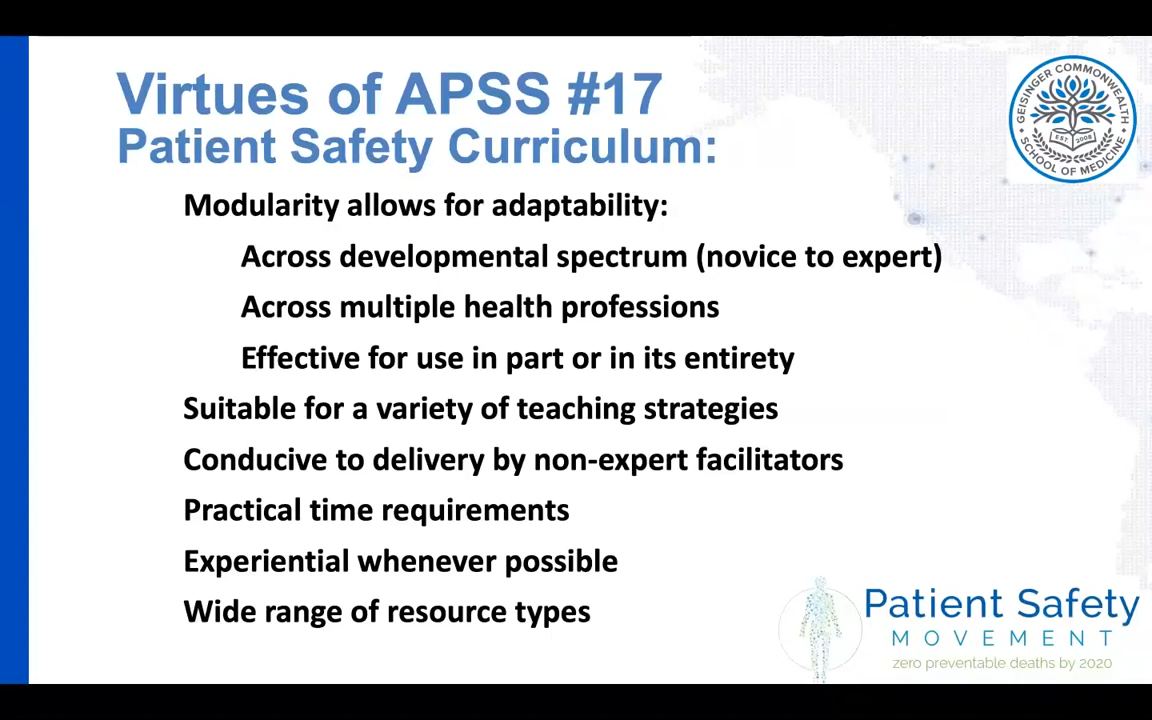 Virtues of APSS #17
Patient Safety Curriculum:
GEISINGER COMMONWEALTH
SCHOOL OF MEDICINE
EST. 2008
Modularity allows for adaptability:
Across developmental spectrum (novice to expert)
Across multiple health professions
Effective for use in part or in its entirety
Suitable for a variety of teaching strategies
Conducive to delivery by non-expert facilitators
Practical time requirements
Experiential whenever possible
Wide range of resource types
Patient Safety
MOVEMENT
zero preventable deaths by 2020